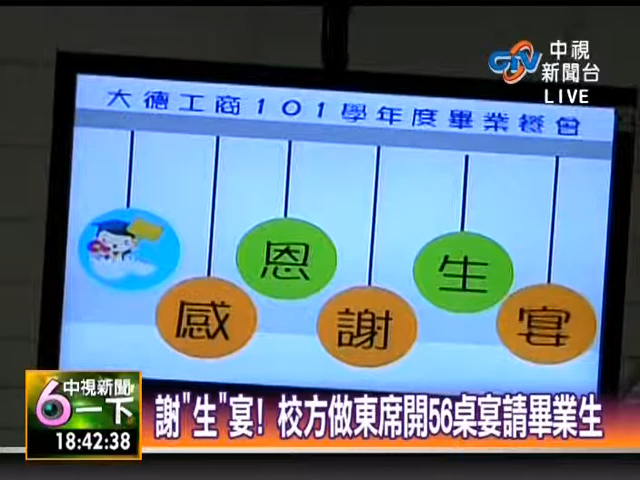 CTV
中視
新聞台
LIVE
大德工商101學年度畢業餐會
感恩謝生宴
中視新聞
6一下
18:42:38
謝"生"宴! 校方做東席開56桌宴請畢業生